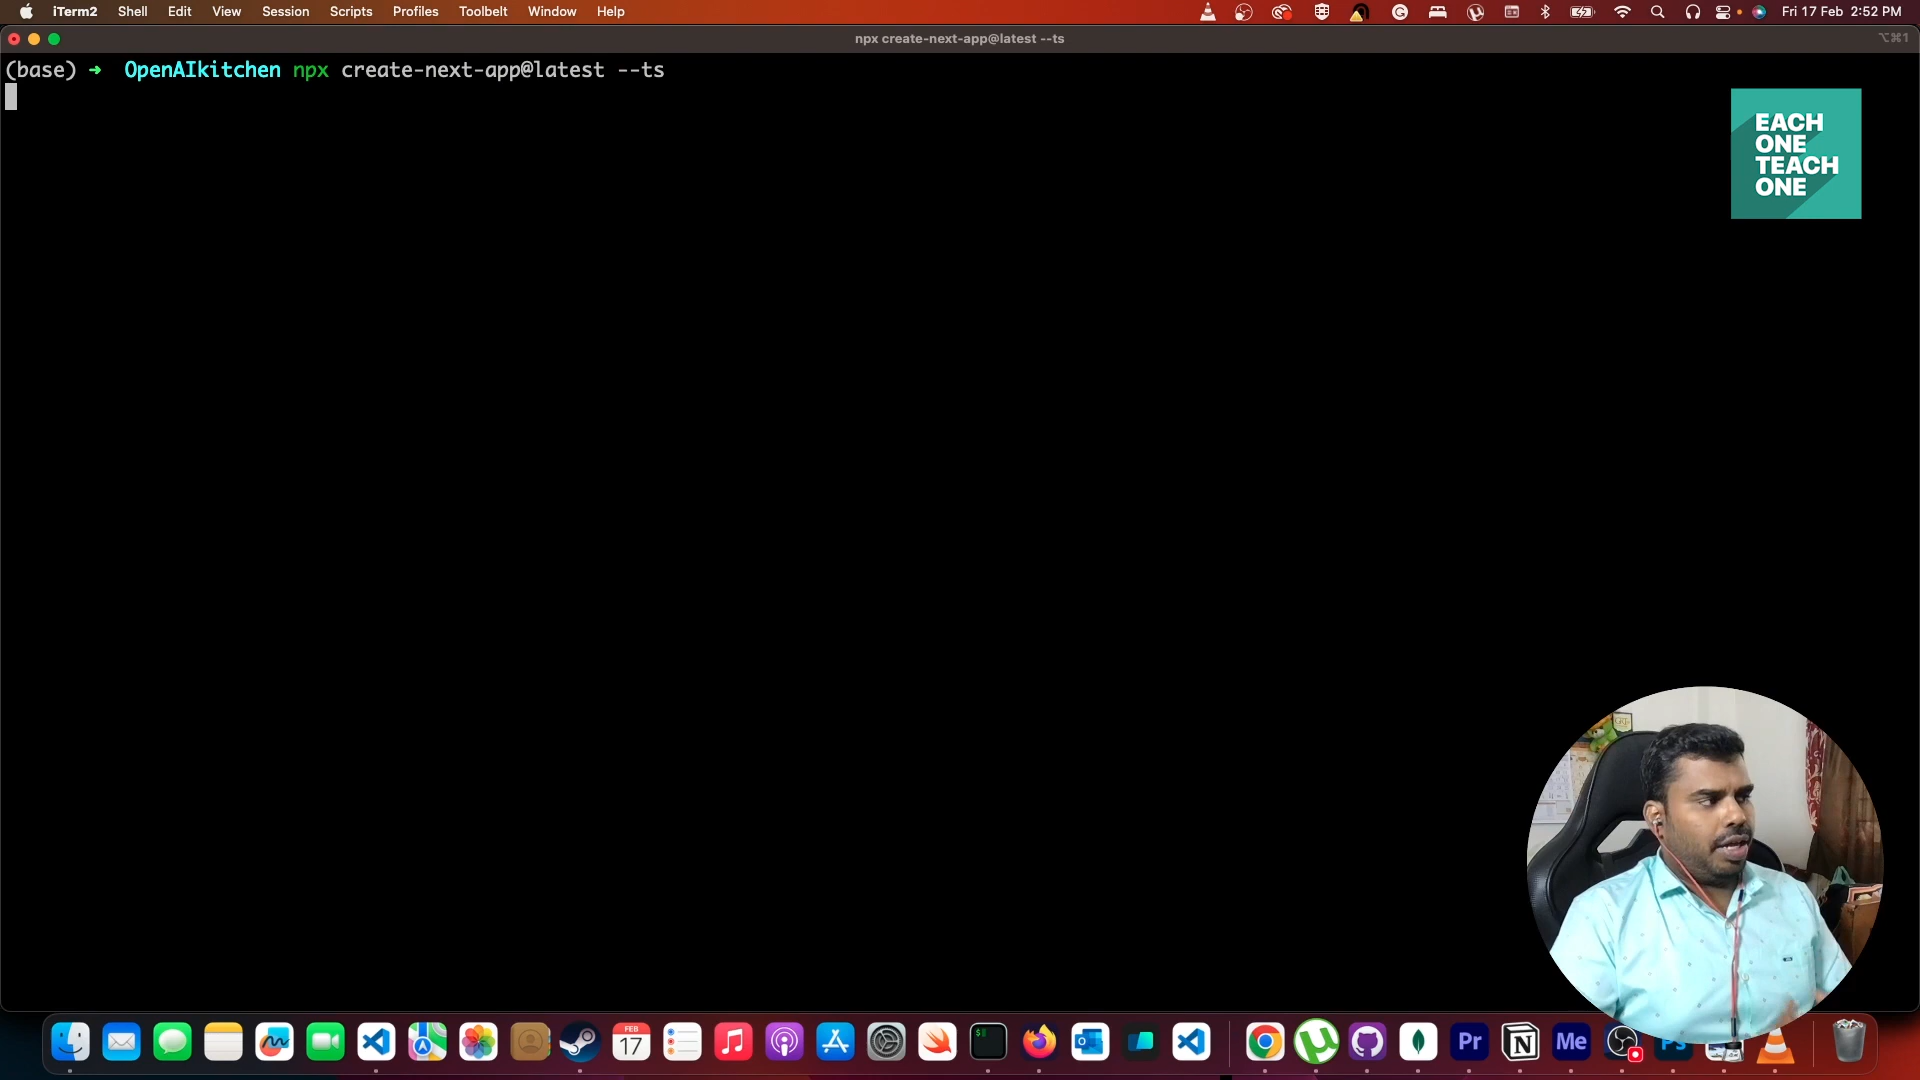 iTerm2 Shell Edit View Session Scripts Profiles Toolbelt Window Help Fri 17 Feb 2:52 PM
npx create-next-app@latest --ts ⌥⌘1
(base) ➜ OpenAIkitchen npx create-next-app@latest --ts
EACH
ONE
TEACH
ONE
FEB
17
$
Pr
N
Me
Ps